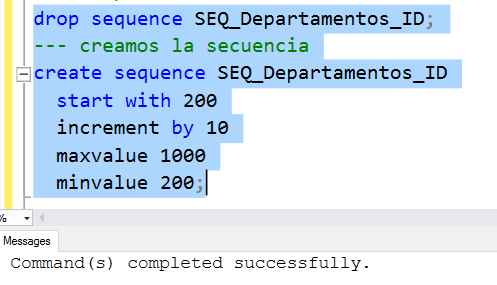 drop sequence SEQ_Departamentos_ID;
--- creamos la secuencia
create sequence SEQ_Departamentos_ID
start with 200
increment by 10
maxvalue 1000
minvalue 200;
%
Messages
Command(s) completed successfully.